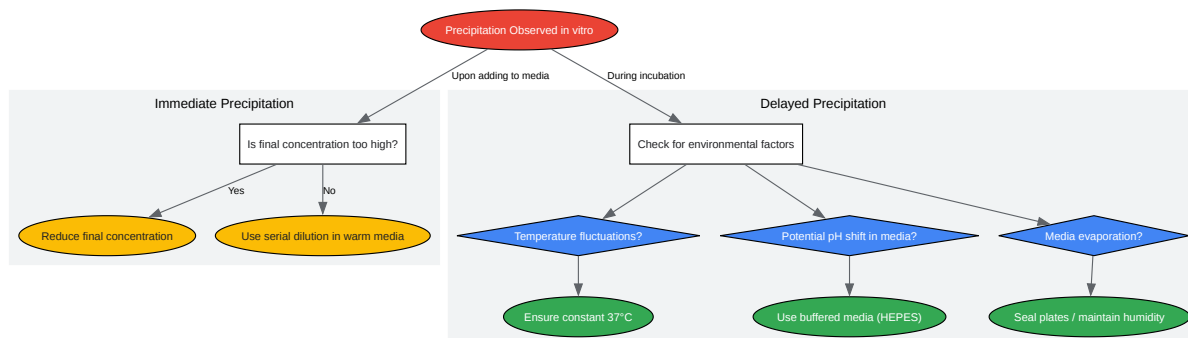 Precipitation Observed in vitro
Upon adding to media
During incubation
Immediate Precipitation
Delayed Precipitation
Is final concentration too high?
Check for environmental factors
Yes
No
Reduce final concentration
Use serial dilution in warm media
Temperature fluctuations?
Potential pH shift in media?
Media evaporation?
Ensure constant 37°C
Use buffered media (HEPES)
Seal plates / maintain humidity